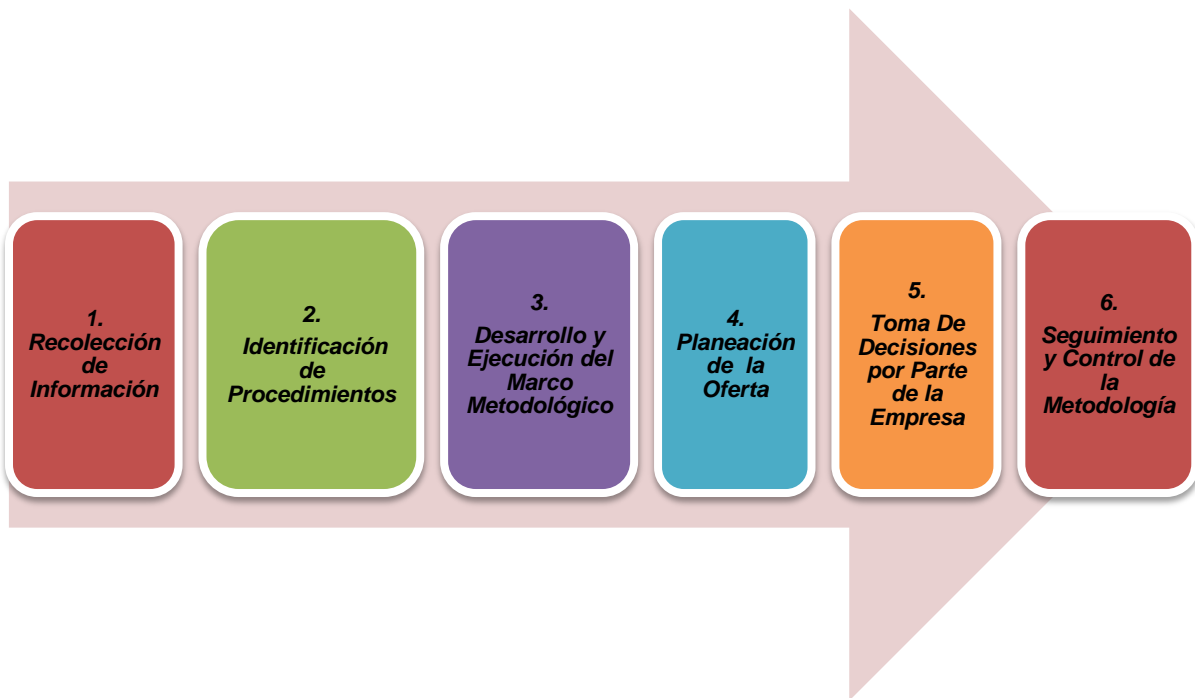 1.
Recolección
de
Información
2.
Identificación
de
Procedimientos
3.
Desarrollo y
Ejecución del
Marco
Metodológico
4.
Planeación
de la
Oferta
5.
Toma De
Decisiones
por Parte
de la
Empresa
6.
Seguimiento
y Control de
la
Metodología